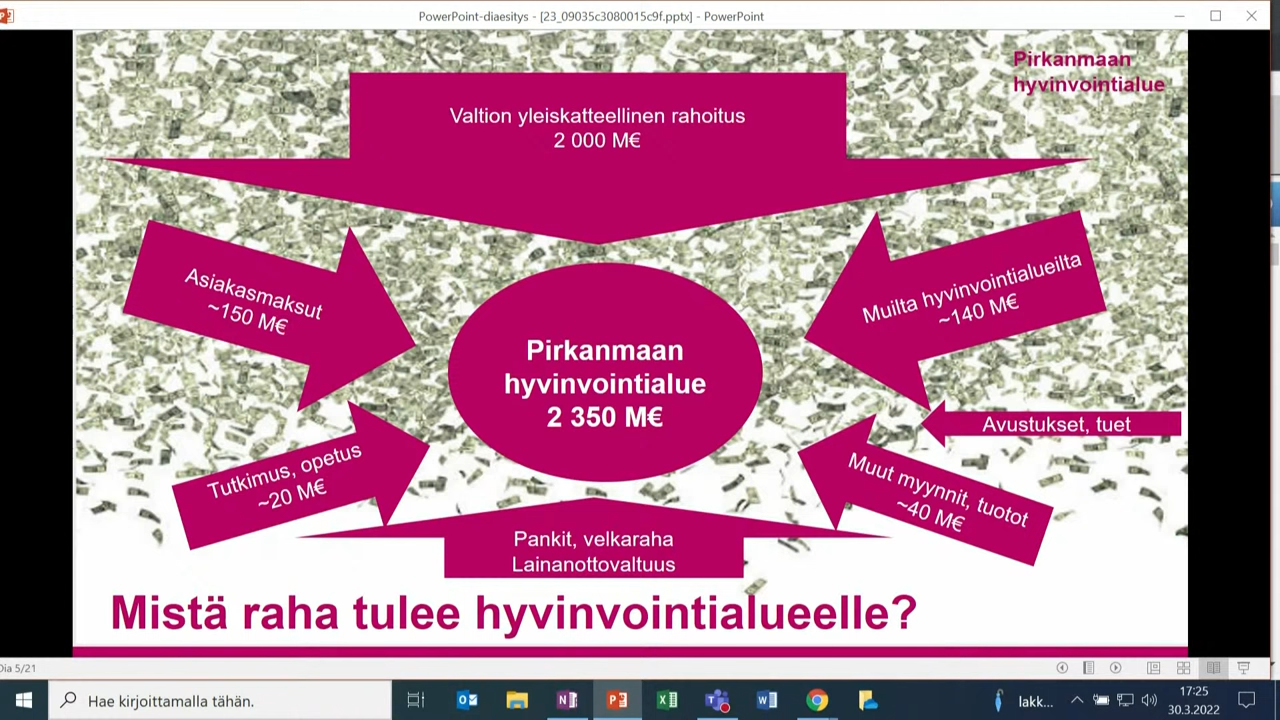 PowerPoint-diaesitys - [23_09035c3080015c9f.pptx] - PowerPoint
Pirkanmaan
hyvinvointialue
Valtion yleiskatteellinen rahoitus
2 000 M€
Asiakasmaksut
~150 M€
Muilta hyvinvointialueilta
~140 M€
Pirkanmaan
hyvinvointialue
2 350 M€
Avustukset, tuet
Tutkimus, opetus
~20 M€
Muut myynnit, tuotot
~40 M€
Pankit, velkaraha
Lainanottovaltuus
Mistä raha tulee hyvinvointialueelle?
Dia 5/21
Hae kirjoittamalla tähän.
lakk...
17:25
30.3.2022